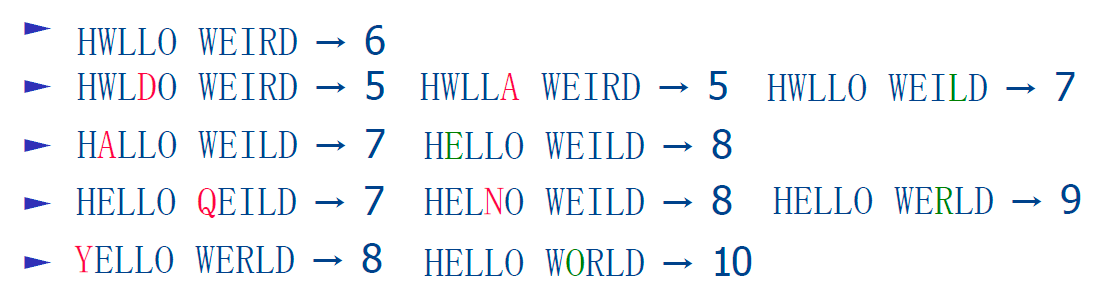 ► HWLLO WEIRD → 6
► HWLDO WEIRD → 5 HWLLA WEIRD → 5 HWLLO WEILD → 7
► HALLO WEILD → 7 HELLO WEILD → 8
► HELLO QEILD → 7 HELNO WEILD → 8 HELLO WERLD → 9
► YELLO WERLD → 8 HELLO WORLD → 10